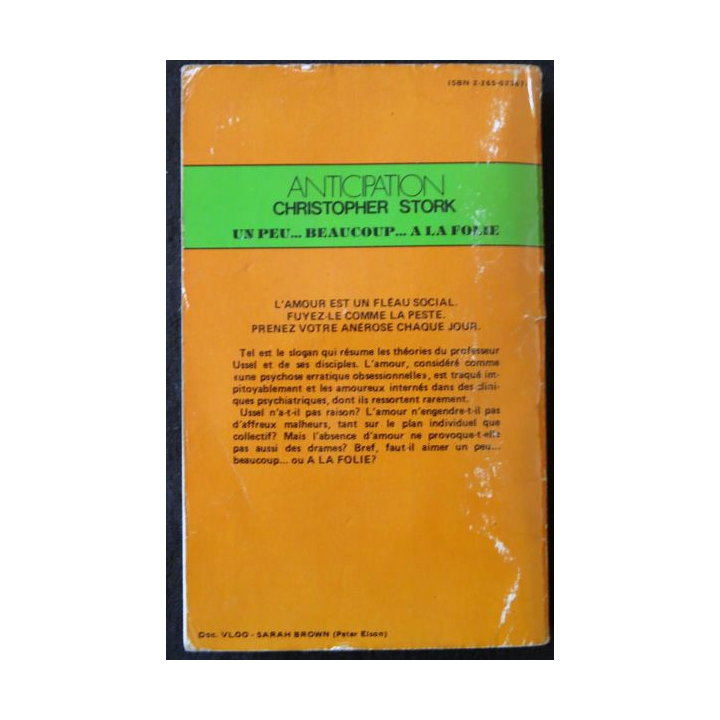 ISBN 2-265-
ANTICIPATION
CHRISTOPHER STORK
UN PEU... BEAUCOUP... A LA FOLIE
L'AMOUR EST UN FLÉAU SOCIAL.
FUYEZ-LE COMME LA PESTE.
PRENEZ VOTRE ANÉROSE CHAQUE JOUR.
Tel est le slogan qui résume les théories du professeur
Ussel et de ses disciples. L'amour, considéré comme
«une psychose erratique obsessionnelle», est traqué im-
pitoyablement et les amoureux internés dans des clini-
ques psychiatriques, dont ils ressortent rarement.
Ussel n'a-t-il pas raison? L'amour n'engendre-t-il pas
d'affreux malheurs, tant sur le plan individuel que
collectif? Mais l'absence d'amour ne provoque-t-elle
pas aussi des drames? Bref, faut-il aimer un peu...
beaucoup... ou A LA FOLIE?
Doc. VLOO - SARAH BROWN (Peter Elson)